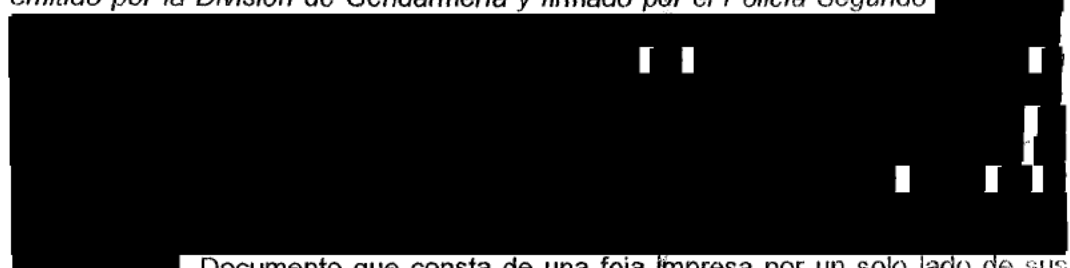 emitido por la División de Gendarmería y firmado por el Policía Segundo
Documento que consta de una foja impresa por un solo lado de sus